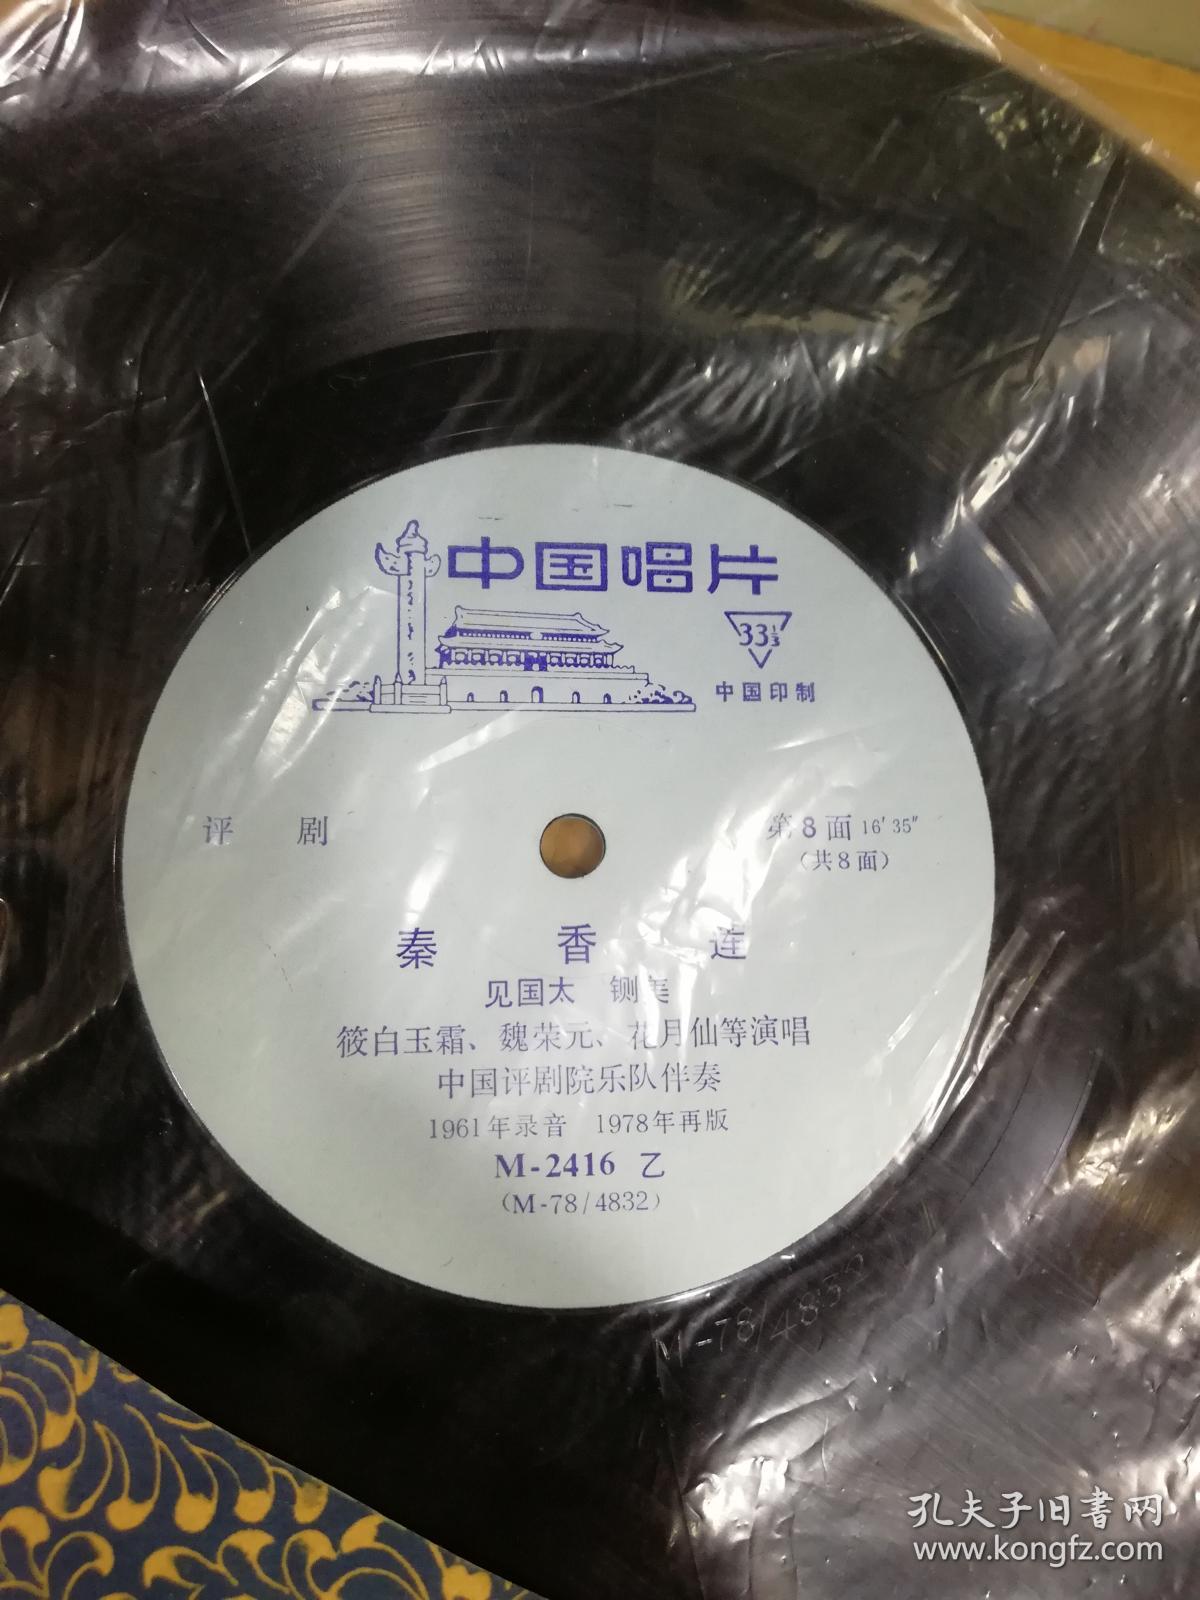 中国唱片
33⅓
中国印制
评 剧
第8面 16′35″
(共8面)
秦 香 莲
见国太 铡美
筱白玉霜、魏荣元、花月仙等演唱
中国评剧院乐队伴奏
1961年录音 1978年再版
M-2416 乙
(M-78/4832)
M-78/4832
孔夫子旧书网
www.kongfz.com